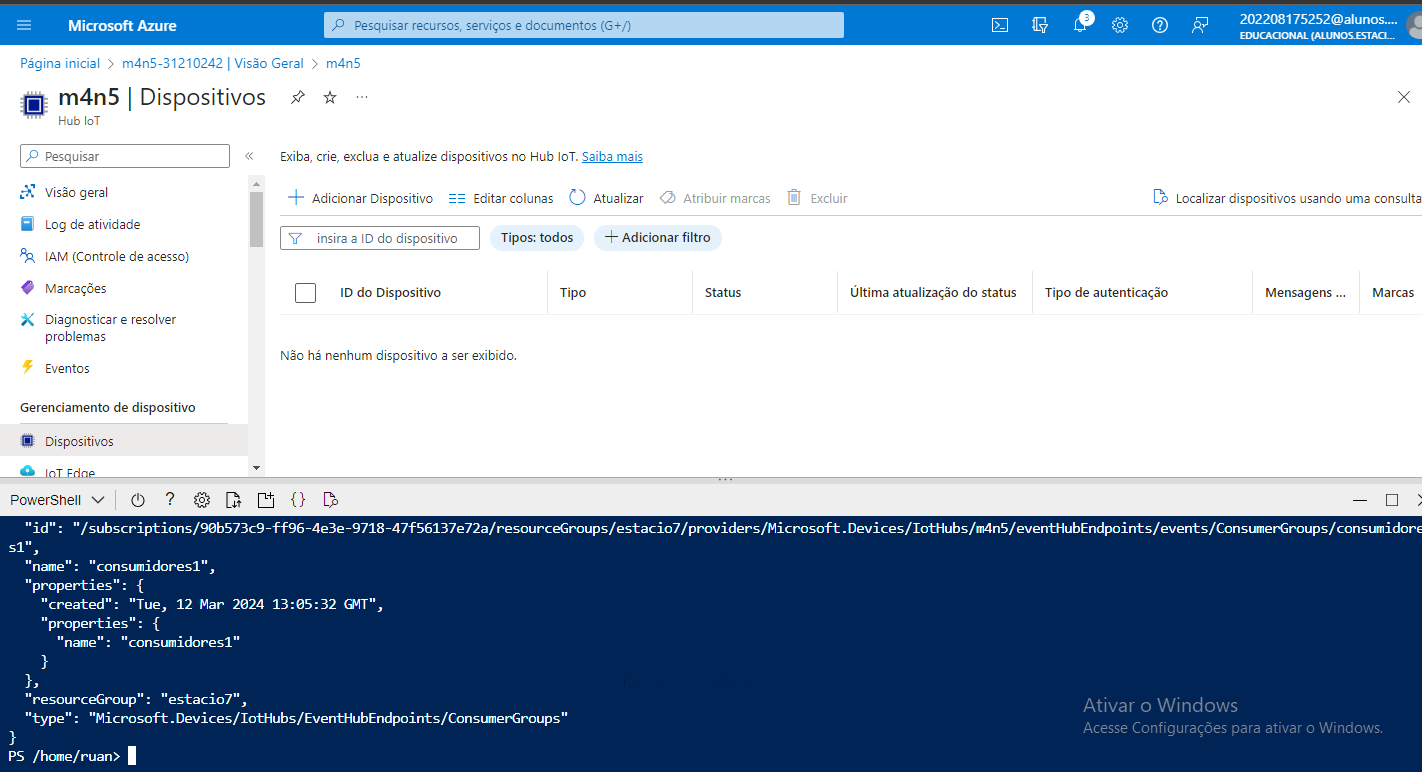 Microsoft Azure
Pesquisar recursos, serviços e documentos (G+/)
3
202208175252@alunos....
EDUCACIONAL (ALUNOS.ESTACI...
Página inicial > m4n5-31210242 | Visão Geral > m4n5
m4n5 | Dispositivos
Hub IoT
Pesquisar
Exiba, crie, exclua e atualize dispositivos no Hub IoT. Saiba mais
Visão geral
Log de atividade
IAM (Controle de acesso)
Marcações
Diagnosticar e resolver
problemas
Eventos
Gerenciamento de dispositivo
Dispositivos
IoT Edge
Adicionar Dispositivo Editar colunas Atualizar Atribuir marcas Excluir Localizar dispositivos usando uma consulta
insira a ID do dispositivo Tipos: todos Adicionar filtro
ID do Dispositivo Tipo Status Última atualização do status Tipo de autenticação Mensagens ... Marcas
Não há nenhum dispositivo a ser exibido.
PowerShell
"id": "/subscriptions/90b573c9-ff96-4e3e-9718-47f56137e72a/resourceGroups/estacio7/providers/Microsoft.Devices/IotHubs/m4n5/eventHubEndpoints/events/ConsumerGroups/consumidore
s1",
"name": "consumidores1",
"properties": {
"created": "Tue, 12 Mar 2024 13:05:32 GMT",
"properties": {
"name": "consumidores1"
}
},
"resourceGroup": "estacio7",
"type": "Microsoft.Devices/IotHubs/EventHubEndpoints/ConsumerGroups"
}
PS /home/ruan>
Ativar o Windows
Acesse Configurações para ativar o Windows.